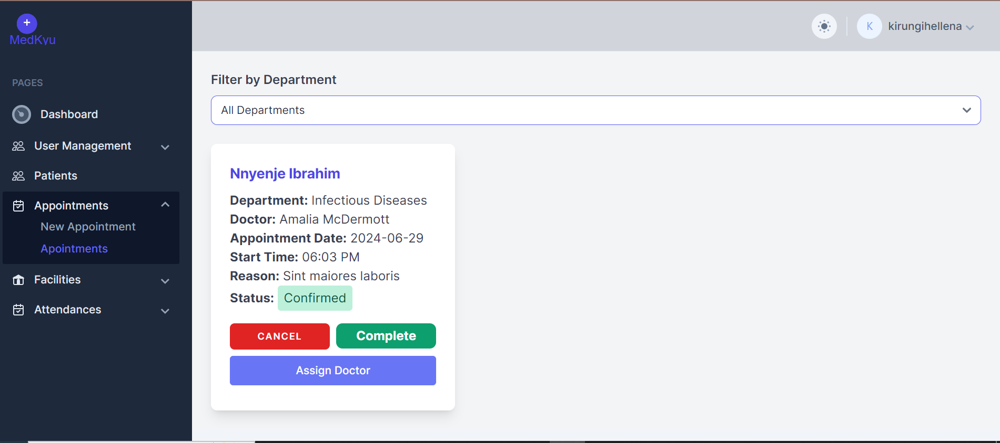 +
MedKyu
PAGES
Dashboard
User Management
Patients
Appointments
New Appointment
Apointments
Facilities
Attendances
K kirungihellena
Filter by Department
All Departments
Nnyenje Ibrahim
Department: Infectious Diseases
Doctor: Amalia McDermott
Appointment Date: 2024-06-29
Start Time: 06:03 PM
Reason: Sint maiores laboris
Status: Confirmed
CANCEL Complete
Assign Doctor